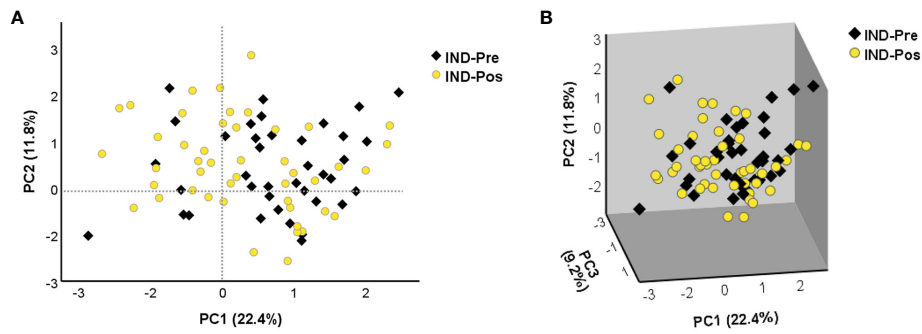 A
3
2
1
0
1
2
-3
PC2 (11.8%)
-3
-2
-1
0
1
2
PC1 (22.4%)
IND-Pre
IND-Pos
B
3
2
1
0
-1
-2
-3
PC2 (11.8%)
-3
-1
1
PC3
(9.2%)
-3
-2
-1
0
1
2
PC1 (22.4%)
IND-Pre
IND-Pos